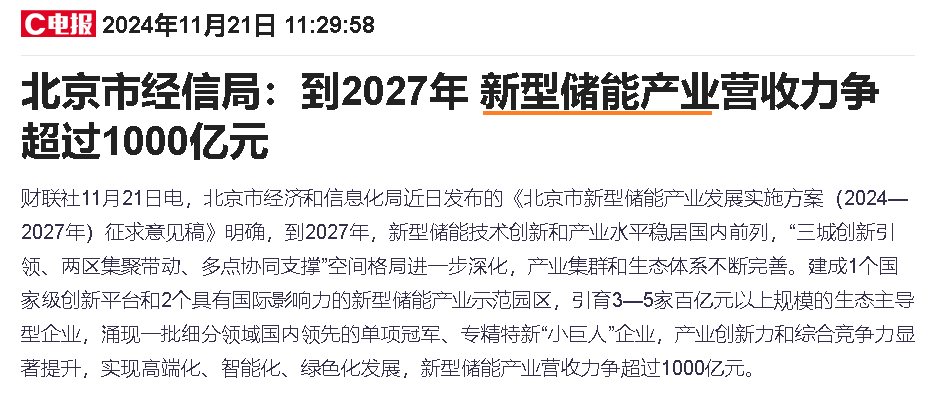 C电报 2024年11月21日 11:29:58
北京市经信局：到2027年 新型储能产业营收力争
超过1000亿元
财联社11月21日电，北京市经济和信息化局近日发布的《北京市新型储能产业发展实施方案（2024—
2027年）征求意见稿》明确，到2027年，新型储能技术创新和产业水平稳居国内前列，“三城创新引
领、两区集聚带动、多点协同支撑”空间格局进一步深化，产业集群和生态体系不断完善。建成1个国
家级创新平台和2个具有国际影响力的新型储能产业示范园区，引育3—5家百亿元以上规模的生态主导
型企业，涌现一批细分领域国内领先的单项冠军、专精特新“小巨人”企业，产业创新力和综合竞争力显
著提升，实现高端化、智能化、绿色化发展，新型储能产业营收力争超过1000亿元。